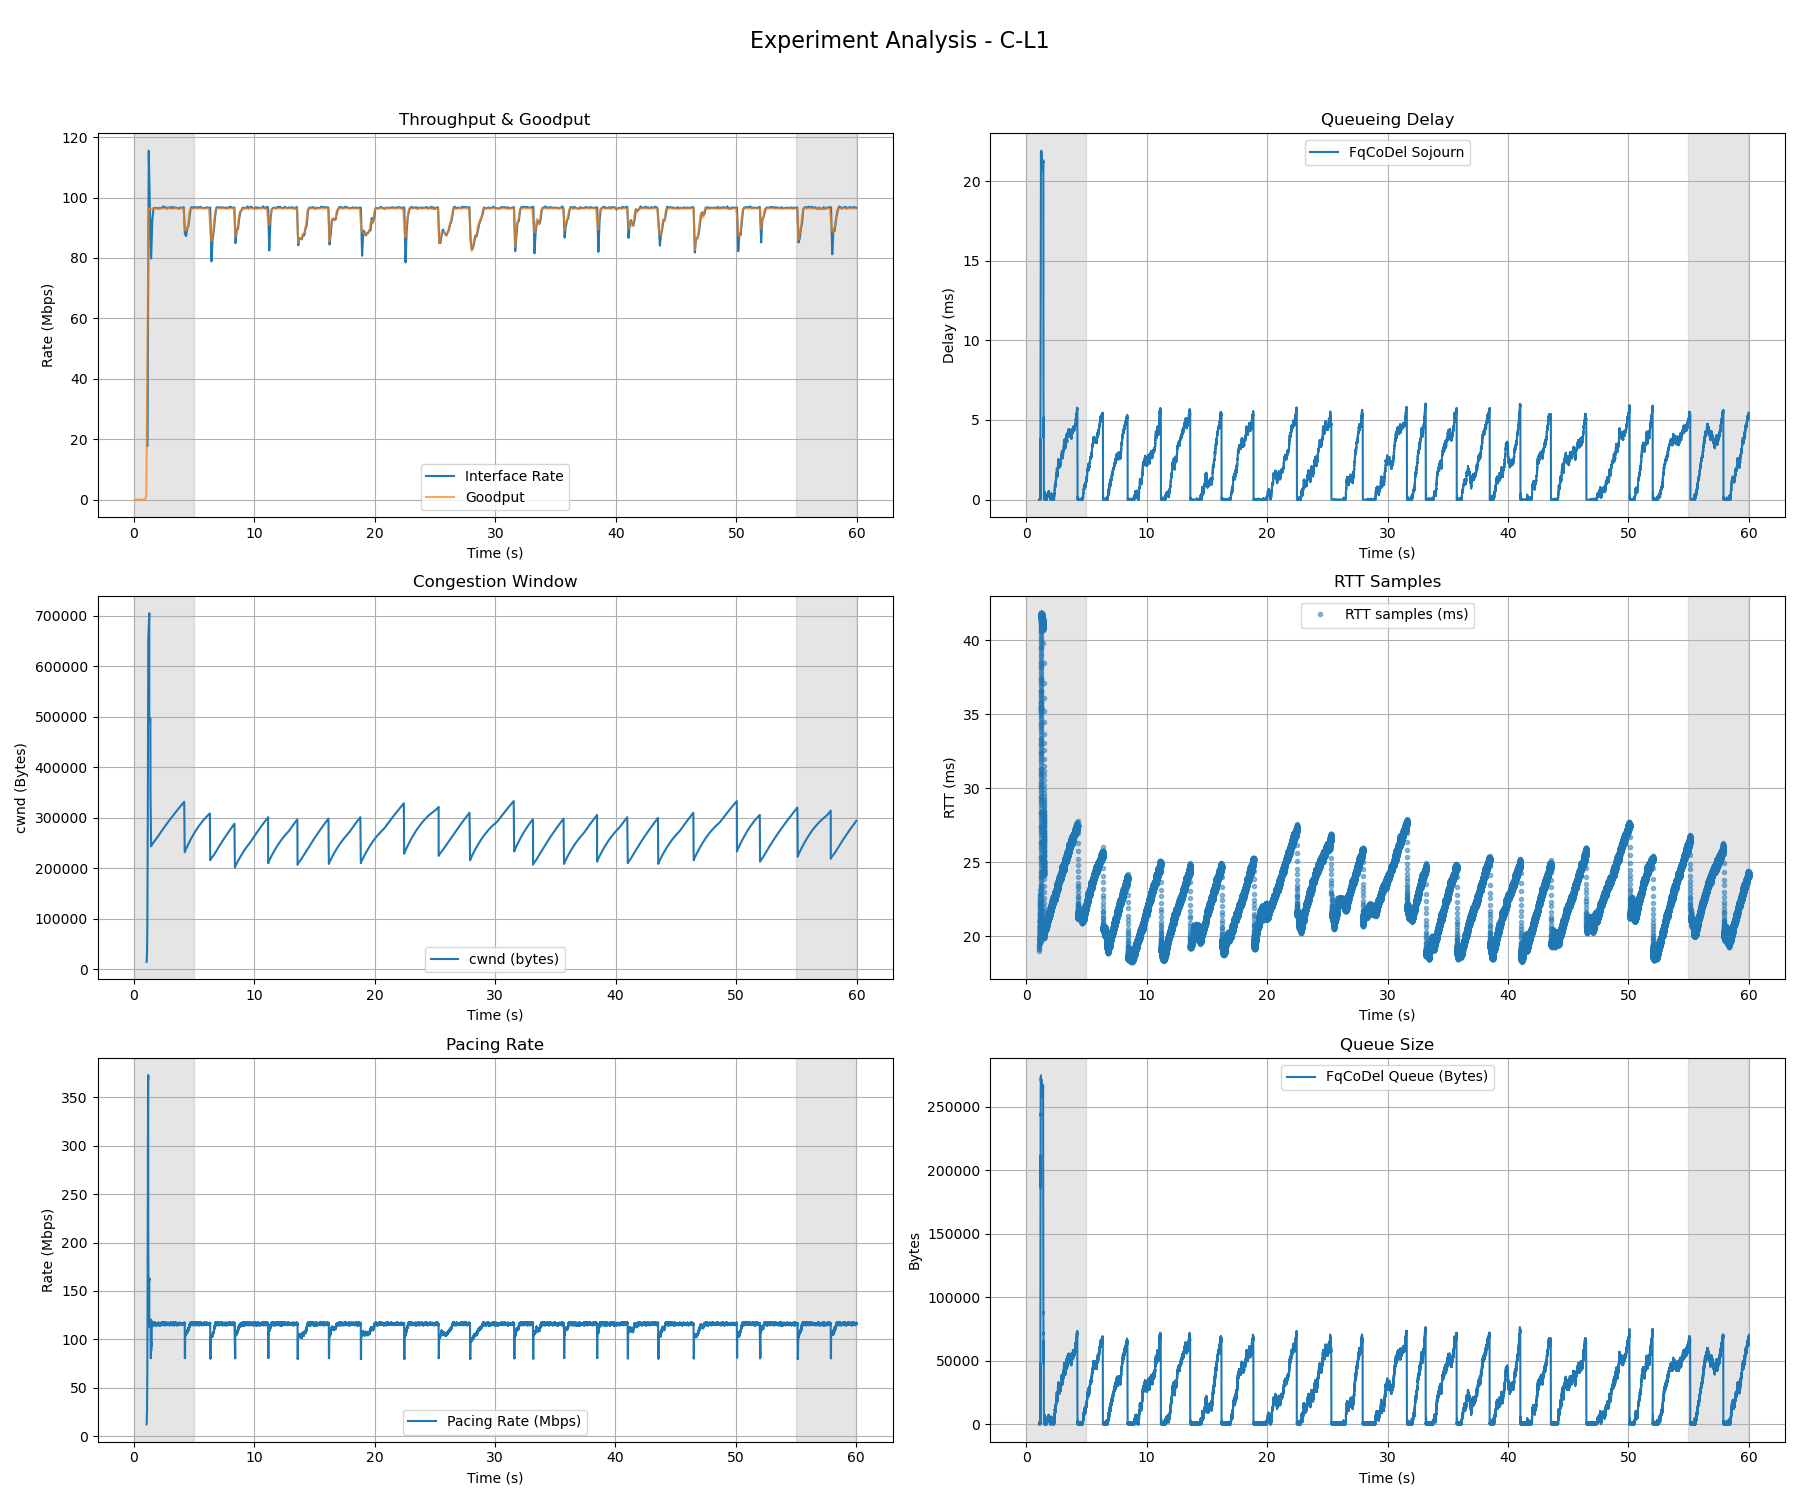 Experiment Analysis - C-L1
Throughput & Goodput
Rate (Mbps)
120
100
80
60
40
20
0
Interface Rate
Goodput
0 10 20 30 40 50 60
Time (s)
Queueing Delay
Delay (ms)
20
15
10
5
0
FqCoDel Sojourn
0 10 20 30 40 50 60
Time (s)
Congestion Window
cwnd (Bytes)
700000
600000
500000
400000
300000
200000
100000
0
cwnd (bytes)
0 10 20 30 40 50 60
Time (s)
RTT Samples
RTT (ms)
40
35
30
25
20
RTT samples (ms)
0 10 20 30 40 50 60
Time (s)
Pacing Rate
Rate (Mbps)
350
300
250
200
150
100
50
0
Pacing Rate (Mbps)
0 10 20 30 40 50 60
Time (s)
Queue Size
Bytes
250000
200000
150000
100000
50000
0
FqCoDel Queue (Bytes)
0 10 20 30 40 50 60
Time (s)